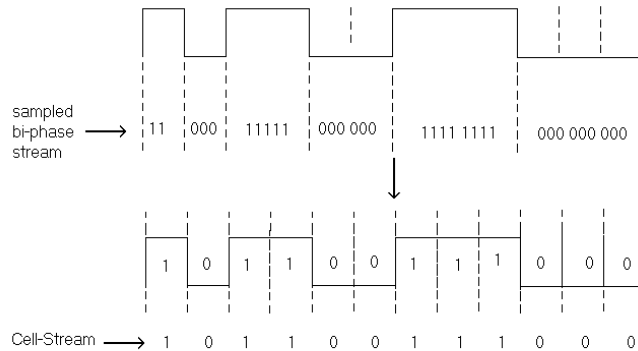 sampled
bi-phase
stream
11 000 11111 000 000 1111 1111 000 000 000
1 0 1 1 0 0 1 1 1 0 0 0
Cell-Stream 1 0 1 1 0 0 1 1 1 0 0 0